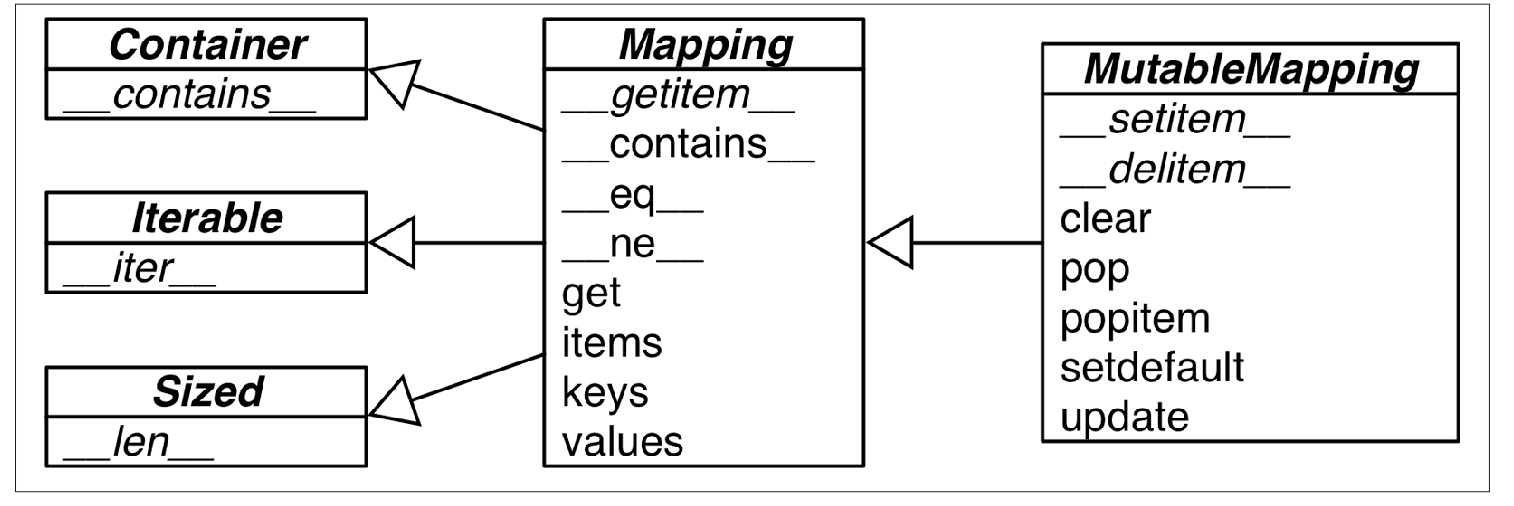 Container
__contains__
Iterable
__iter__
Sized
__len__
Mapping
__getitem__
__contains__
__eq__
__ne__
get
items
keys
values
MutableMapping
__setitem__
__delitem__
clear
pop
popitem
setdefault
update